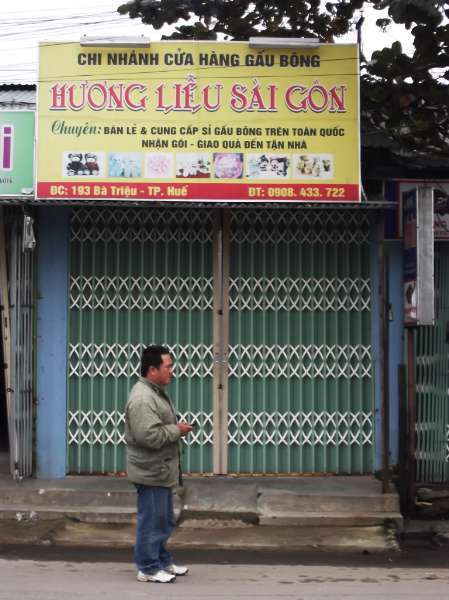 CHI NHÁNH CỬA HÀNG GẤU BÔNG
HƯƠNG LIỄU SÀI GÒN
Chuyên: BÁN LẺ & CUNG CẤP SỈ GẤU BÔNG TRÊN TOÀN QUỐC
NHẬN GÓI - GIAO QUÀ ĐẾN TẬN NHÀ
ĐC: 193 Bà Triệu - TP. Huế
ĐT: 0908. 433. 722
i